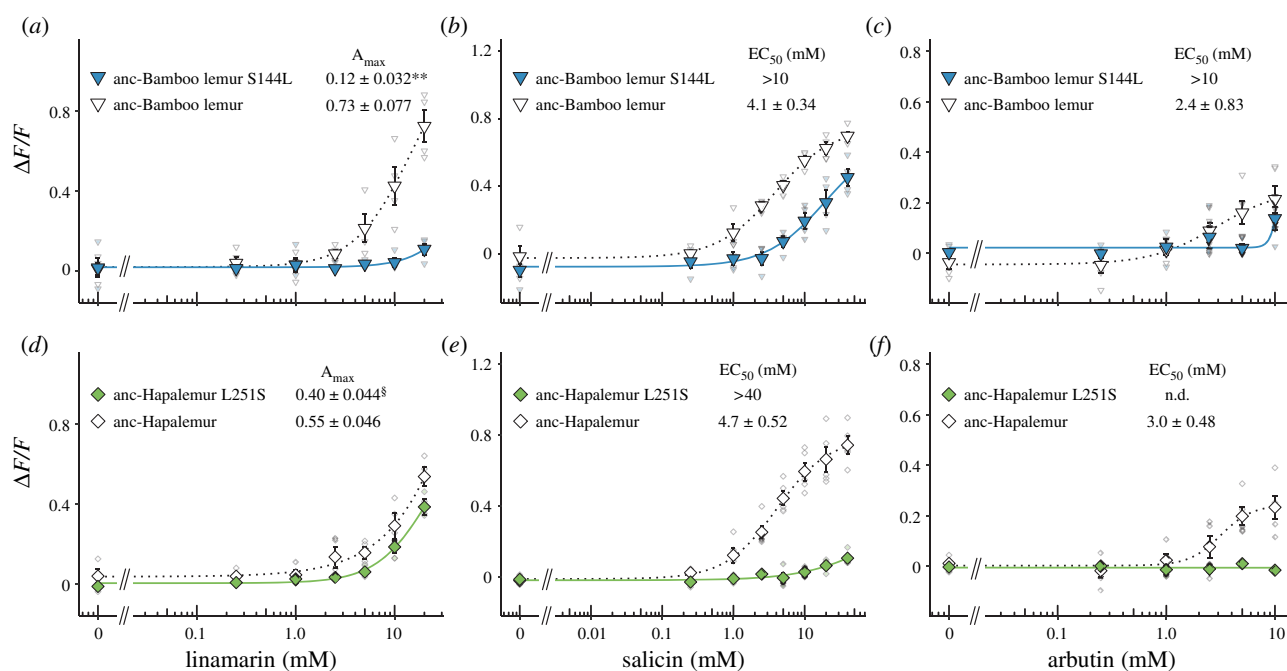 (a)
A_max
anc-Bamboo lemur S144L 0.12 ± 0.032**
anc-Bamboo lemur 0.73 ± 0.077
0.8
0.4
0
ΔF/F
(b)
EC_50 (mM)
anc-Bamboo lemur S144L >10
anc-Bamboo lemur 4.1 ± 0.34
1.2
0.8
0.4
0
(c)
EC_50 (mM)
anc-Bamboo lemur S144L >10
anc-Bamboo lemur 2.4 ± 0.83
0.8
0.6
0.4
0.2
0
(d)
A_max
anc-Hapalemur L251S 0.40 ± 0.044§
anc-Hapalemur 0.55 ± 0.046
0.8
0.4
0
ΔF/F
0 0.1 1.0 10
linamarin (mM)
(e)
EC_50 (mM)
anc-Hapalemur L251S >40
anc-Hapalemur 4.7 ± 0.52
1.2
0.8
0.4
0
0 0.01 0.1 1.0 10
salicin (mM)
(f)
EC_50 (mM)
anc-Hapalemur L251S n.d.
anc-Hapalemur 3.0 ± 0.48
0.8
0.6
0.4
0.2
0
0 0.1 1.0 10
arbutin (mM)